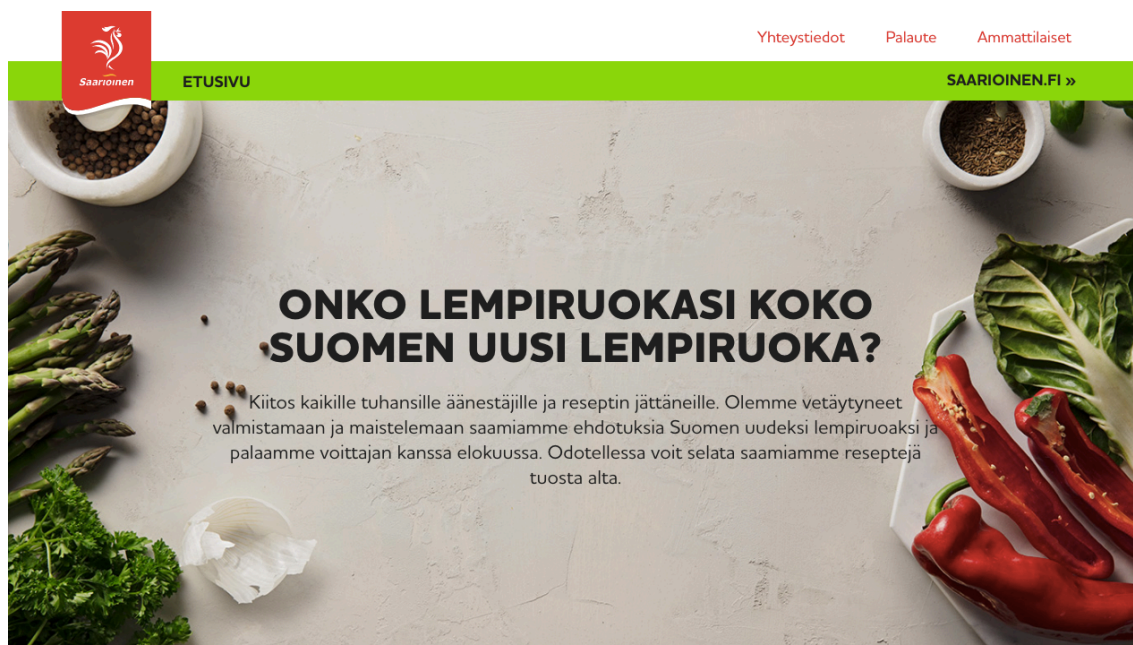 Saarioinen
Yhteystiedot Palaute Ammattilaiset
ETUSIVU SAARIOINEN.FI »
ONKO LEMPIRUOKASI KOKO
SUOMEN UUSI LEMPIRUOKA?
Kiitos kaikille tuhansille äänestäjille ja reseptin jättäneille. Olemme vetäytyneet
valmistamaan ja maistelemaan saamiamme ehdotuksia Suomen uudeksi lempiruoaksi ja
palaamme voittajan kanssa elokuussa. Odotellessa voit selata saamiamme reseptejä
tuosta alta.